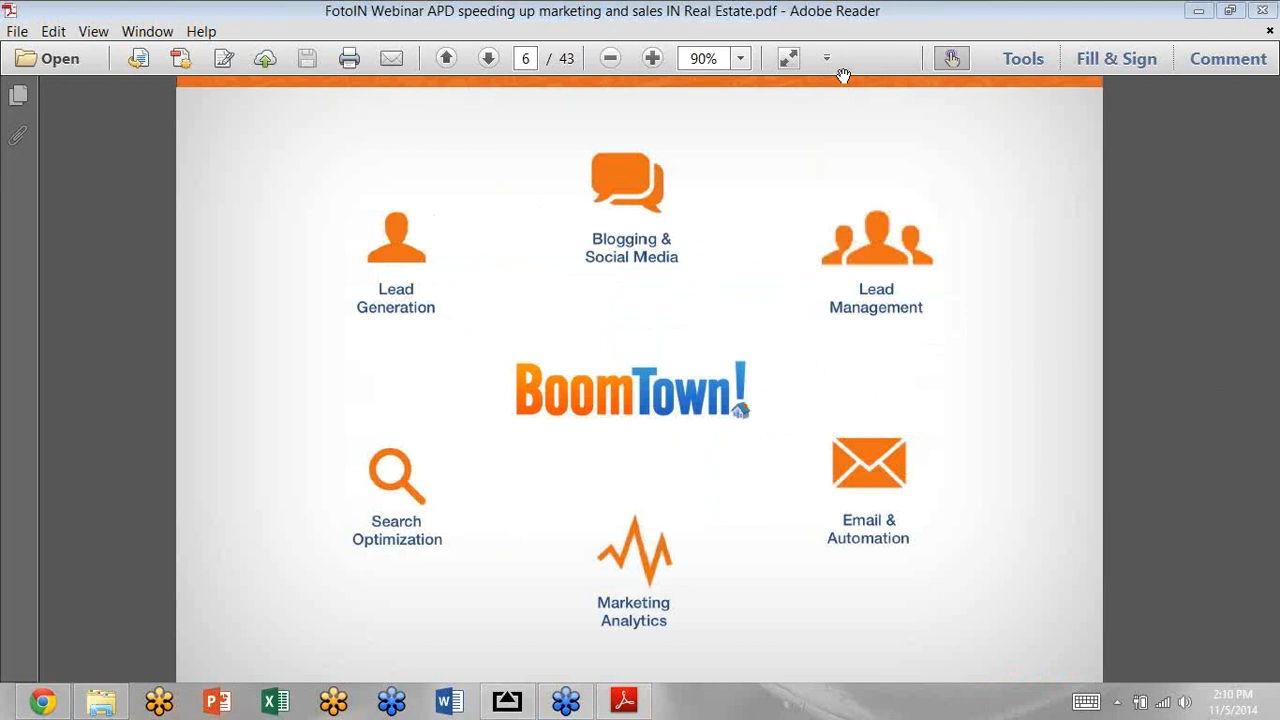 FotoIN Webinar APD speeding up marketing and sales IN Real Estate.pdf - Adobe Reader
File Edit View Window Help
Open 6 / 43 90% Tools Fill & Sign Comment
Blogging &
Social Media
Lead
Generation
Lead
Management
BoomTown!
Search
Optimization
Email &
Automation
Marketing
Analytics
2:10 PM
11/5/2014